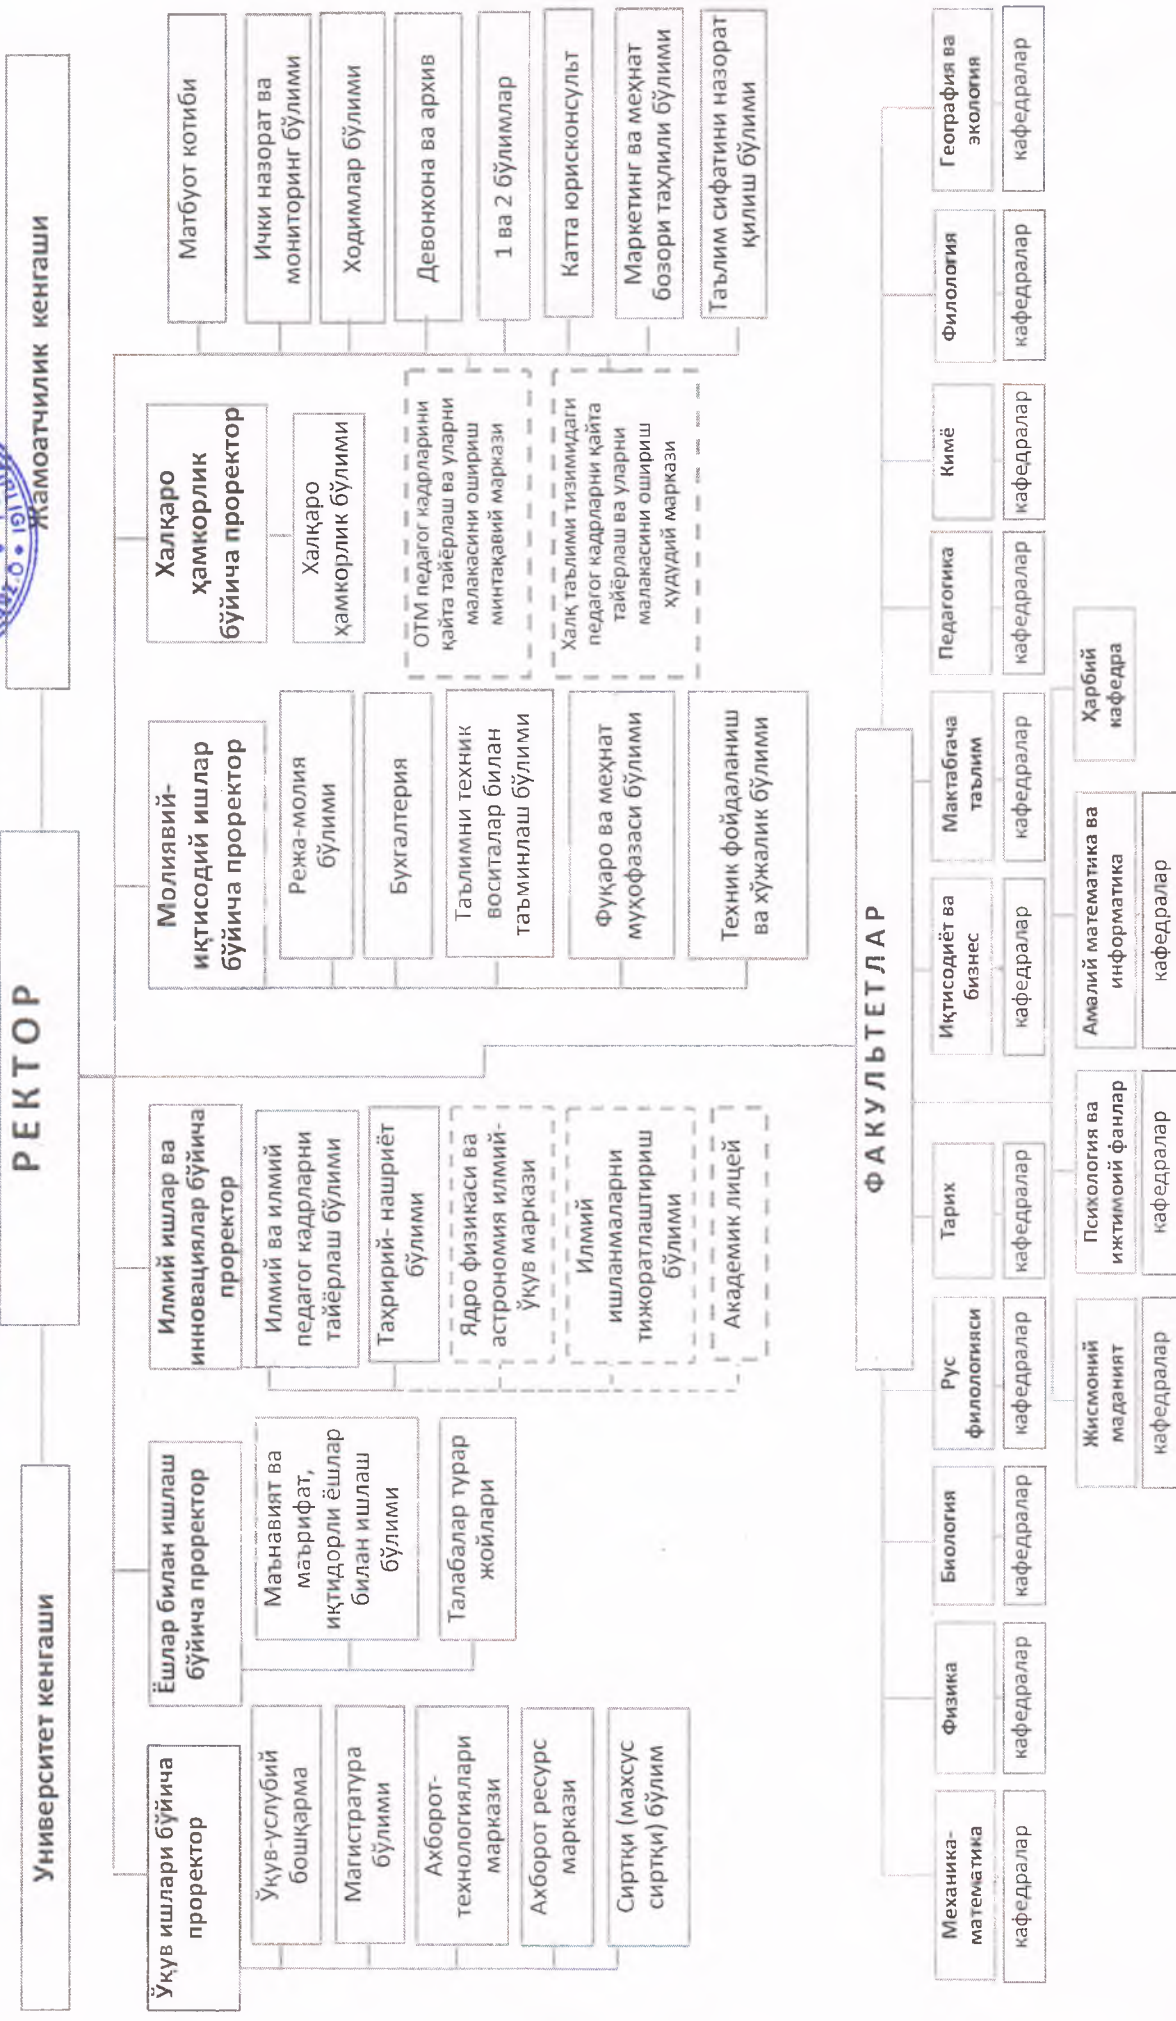 Университет кенгаши
РЕКТОР
Жамоатчилик кенгаши
Ўқув ишлари бўйича
проректор
Ўқув-услубий
бошқарма
Магистратура
бўлими
Ахборот-
технологиялари
маркази
Ахборот ресурс
маркази
Сиртқи (махсус
сиртқи) бўлим
Ёшлар билан ишлаш
бўйича проректор
Маънавият ва
маърифат,
иқтидорли ёшлар
билан ишлаш
бўлими
Талабалар турар
жойлари
Илмий ишлар ва
инновациялар бўйича
проректор
Илмий ва илмий
педагог кадрларни
тайёрлаш бўлими
Таҳририй- нашриёт
бўлими
Ядро физикаси ва
астрономия илмий-
ўқув маркази
Илмий
ишланмаларни
тижоратлаштириш
бўлими
Академик лицей
Молиявий-
иқтисодий ишлар
бўйича проректор
Режа-молия
бўлими
Бухгалтерия
Таълимни техник
воситалар билан
таъминлаш бўлими
Фуқаро ва меҳнат
муҳофазаси бўлими
Техник фойдаланиш
ва хўжалик бўлими
Халқаро
ҳамкорлик
бўйича проректор
Халқаро
ҳамкорлик бўлими
ОТМ педагог кадрларини
қайта тайёрлаш ва уларни
малакасини ошириш
минтақавий маркази
Халқ таълими тизимидаги
педагог кадрларни қайта
тайёрлаш ва уларни
малакасини ошириш
ҳудудий маркази
Матбуот котиби
Ички назорат ва
мониторинг бўлими
Ходимлар бўлими
Девонхона ва архив
1 ва 2 бўлимлар
Катта юрисконсульт
Маркетинг ва меҳнат
бозори таҳлили бўлими
Таълим сифатини назорат
қилиш бўлими
ФАКУЛЬТЕТЛАР
Механика-
математика
кафедралар
Физика
кафедралар
Биология
кафедралар
Рус
филологияси
кафедралар
Тарих
кафедралар
Иқтисодиёт ва
бизнес
кафедралар
Мактабгача
таълим
кафедралар
Педагогика
кафедралар
Кимё
кафедралар
Филология
кафедралар
География ва
экология
кафедралар
Жисмоний
маданият
кафедралар
Психология ва
ижтимоий фанлар
кафедралар
Амалий математика ва
информатика
кафедралар
Ҳарбий
кафедра